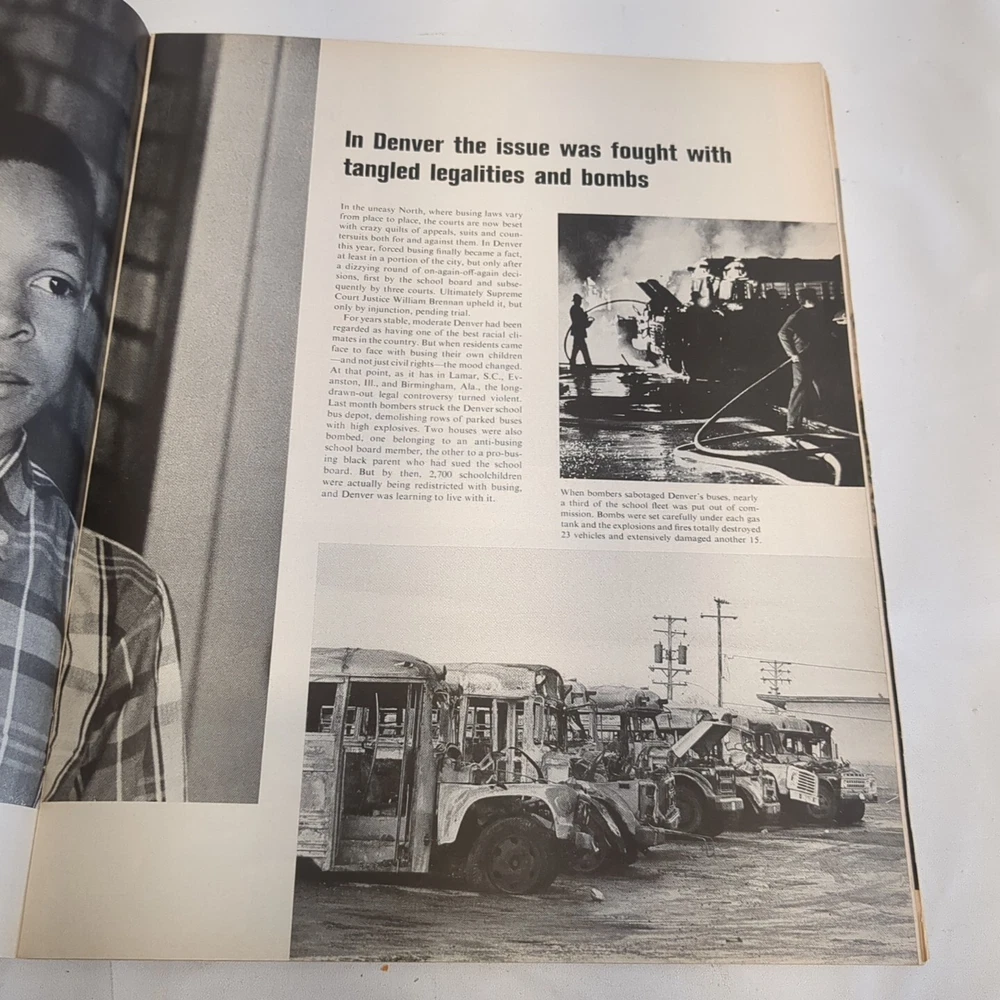 In Denver the issue was fought with
tangled legalities and bombs
In the uneasy North, where busing laws vary
from place to place, the courts are now beset
with crazy quilts of appeals, suits and coun-
tersuits both for and against them. In Denver
this year, forced busing finally became a fact,
at least in a portion of the city, but only after
a dizzying round of on-again-off-again deci-
sions, first by the school board and subse-
quently by three courts. Ultimately Supreme
Court Justice William Brennan upheld it, but
only by injunction, pending trial.
For years stable, moderate Denver had been
regarded as having one of the best racial cli-
mates in the country. But when residents came
face to face with busing their own children
—and not just civil rights—the mood changed.
At that point, as it has in Lamar, S.C., Ev-
anston, Ill., and Birmingham, Ala., the long-
drawn-out legal controversy turned violent.
Last month bombers struck the Denver school
bus depot, demolishing rows of parked buses
with high explosives. Two houses were also
bombed, one belonging to an anti-busing
school board member, the other to a pro-bus-
ing black parent who had sued the school
board. But by then, 2,700 schoolchildren
were actually being redistricted with busing,
and Denver was learning to live with it.
When bombers sabotaged Denver's buses, nearly
a third of the school fleet was put out of com-
mission. Bombs were set carefully under each gas
tank and the explosions and fires totally destroyed
23 vehicles and extensively damaged another 15.